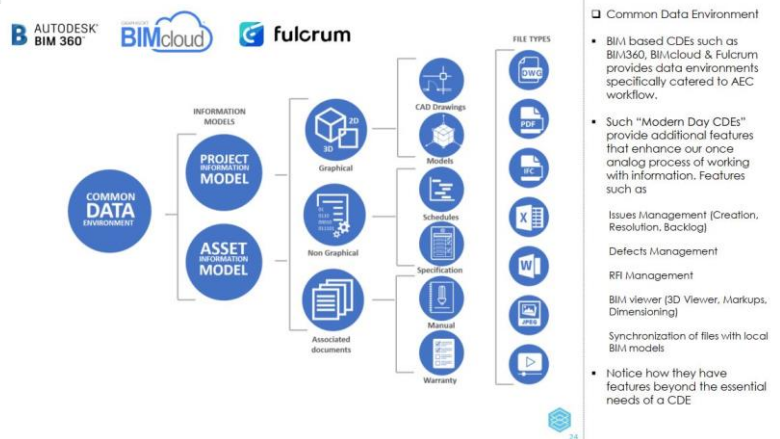 AUTODESK®
BIM 360™
GRAPHISOFT
BIMcloud
fulcrum
INFORMATION
MODELS
COMMON
DATA
ENVIRONMENT
PROJECT
INFORMATION
MODEL
ASSET
INFORMATION
MODEL
2D
3D
Graphical
Non Graphical
Associated
documents
CAD Drawings
Models
Schedules
Specification
Manual
Warranty
FILE TYPES
DWG
PDF
IFC
X
W
JPEG
24
Common Data Environment
BIM based CDEs such as
BIM360, BIMcloud & Fulcrum
provides data environments
specifically catered to AEC
workflow.
Such “Modern Day CDEs”
provide additional features
that enhance our once
analog process of working
with information. Features
such as
Issues Management (Creation,
Resolution, Backlog)
Defects Management
RFI Management
BIM viewer (3D Viewer, Markups,
Dimensioning)
Synchronization of files with local
BIM models
Notice how they have
features beyond the essential
needs of a CDE